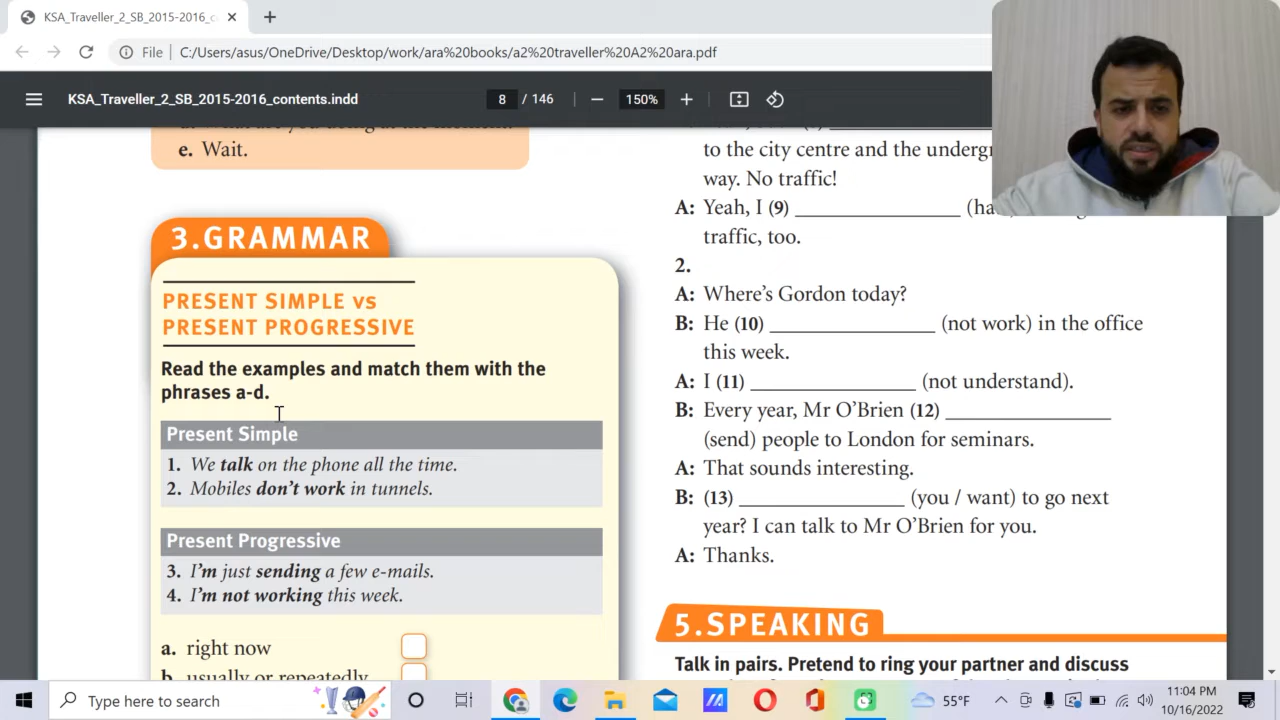 KSA_Traveller_2_SB_2015-2016_c
File
C:/Users/asus/OneDrive/Desktop/work/ara%20books/a2%20traveller%20A2%20ara.pdf
KSA_Traveller_2_SB_2015-2016_contents.indd
8 / 146
150%
e. Wait.
3.GRAMMAR
PRESENT SIMPLE vs
PRESENT PROGRESSIVE
Read the examples and match them with the
phrases a-d.
Present Simple
1. We talk on the phone all the time.
2. Mobiles don't work in tunnels.
Present Progressive
3. I'm just sending a few e-mails.
4. I'm not working this week.
a. right now
b. usually or repeatedly
to the city centre and the underg
way. No traffic!
A: Yeah, I (9) ________________
traffic, too.
2.
A: Where's Gordon today?
B: He (10) ________________ (not work) in the office
this week.
A: I (11) ________________ (not understand).
B: Every year, Mr O'Brien (12) ________________
(send) people to London for seminars.
A: That sounds interesting.
B: (13) ________________ (you / want) to go next
year? I can talk to Mr O'Brien for you.
A: Thanks.
5.SPEAKING
Talk in pairs. Pretend to ring your partner and discuss
Type here to search
55°F
11:04 PM
10/16/2022